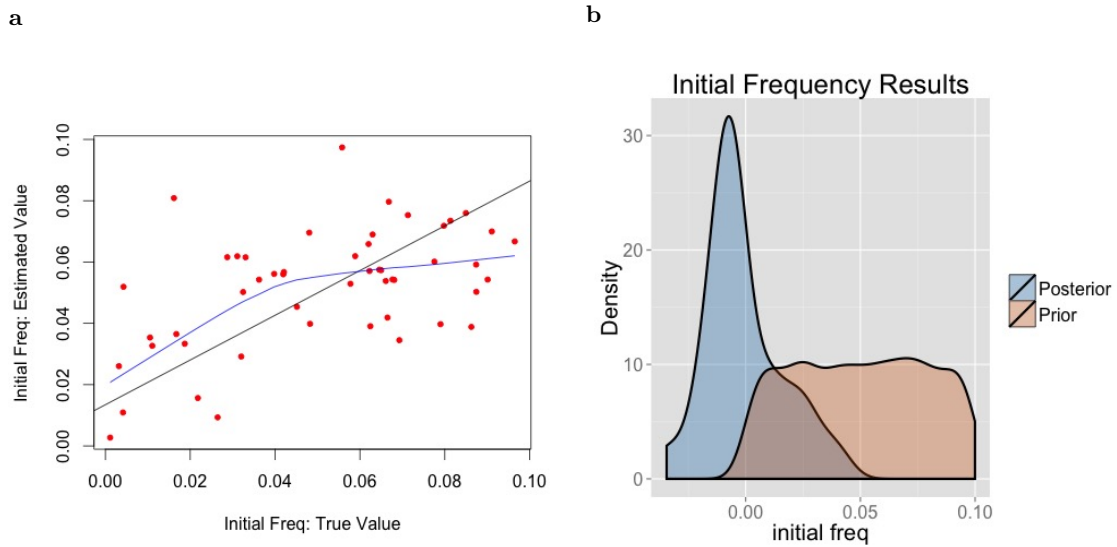 a
b
0.00 0.02 0.04 0.06 0.08 0.10
Initial Freq: Estimated Value
0.00 0.02 0.04 0.06 0.08 0.10
Initial Freq: True Value
Initial Frequency Results
30
20
10
0
Density
0.00 0.05 0.10
initial freq
Posterior
Prior